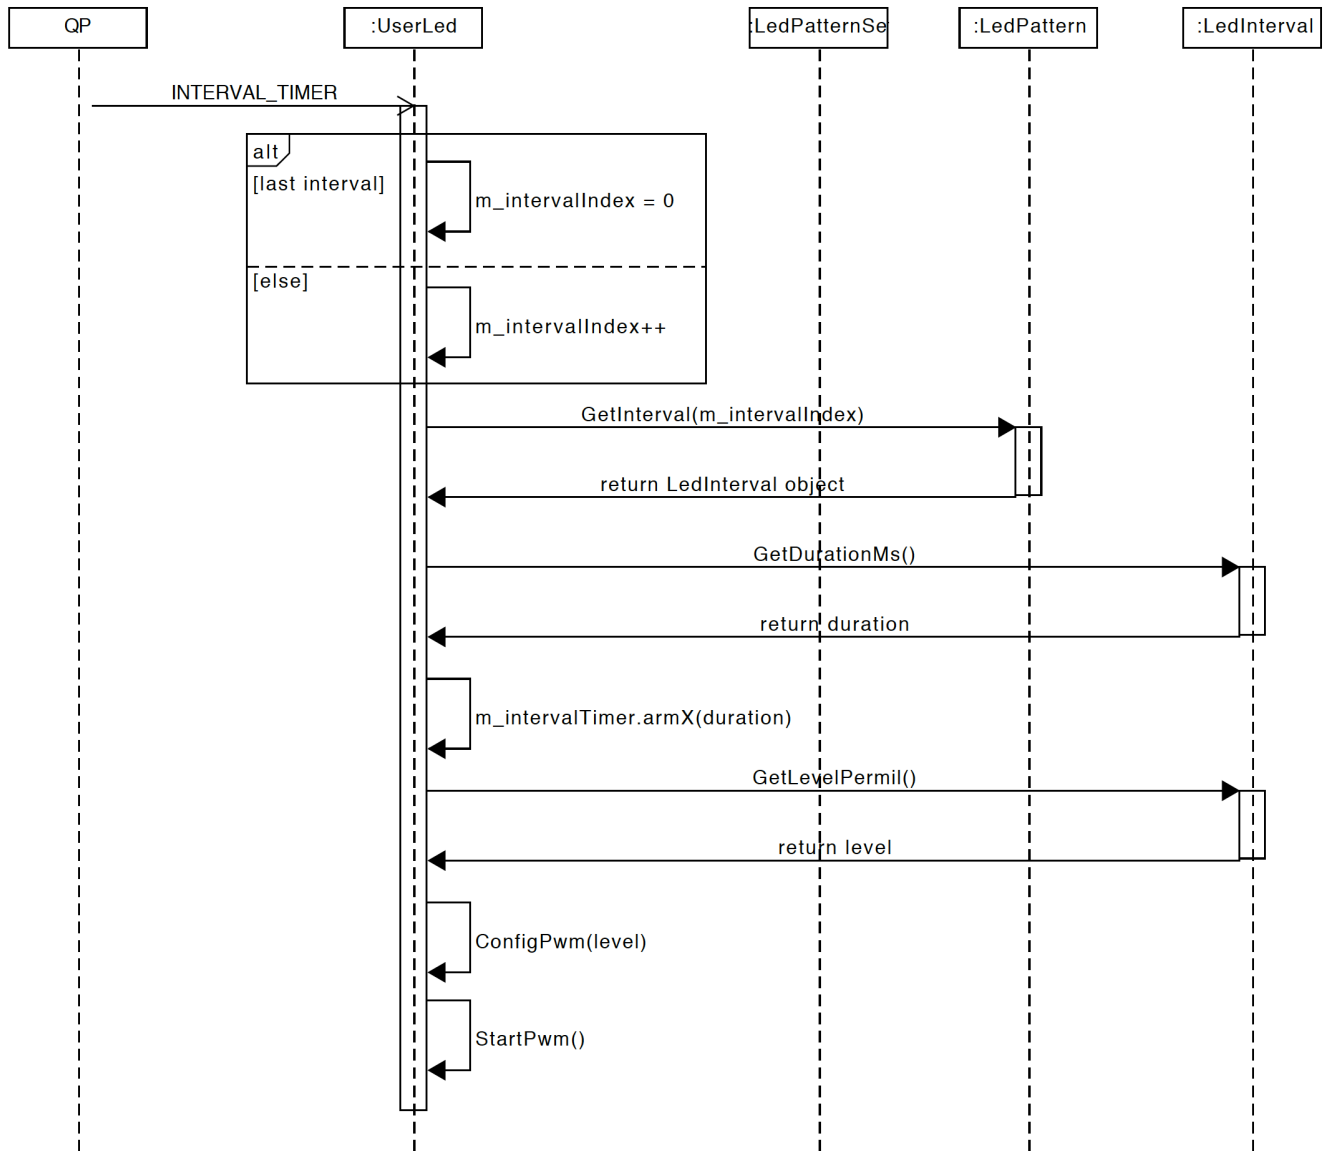 QP
:UserLed
:LedPatternSe
:LedPattern
:LedInterval
INTERVAL_TIMER
alt
[last interval]
m_intervalIndex = 0
[else]
m_intervalIndex++
GetInterval(m_intervalIndex)
return LedInterval object
GetDurationMs()
return duration
m_intervalTimer.armX(duration)
GetLevelPermil()
return level
ConfigPwm(level)
StartPwm()